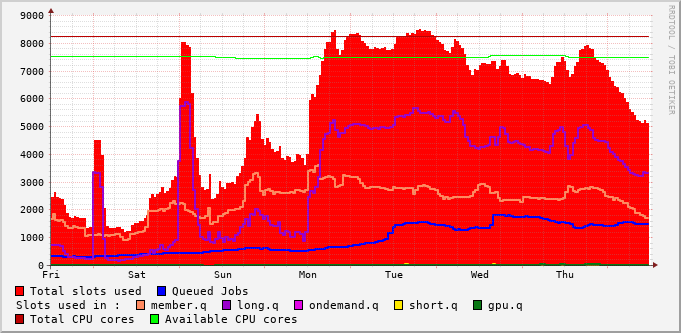 9000
8000
7000
6000
5000
4000
3000
2000
1000
0
Fri Sat Sun Mon Tue Wed Thu
RRDTOOL / TOBI OETIKER
Total slots used Queued Jobs
Slots used in : member.q long.q ondemand.q short.q gpu.q
Total CPU cores Available CPU cores